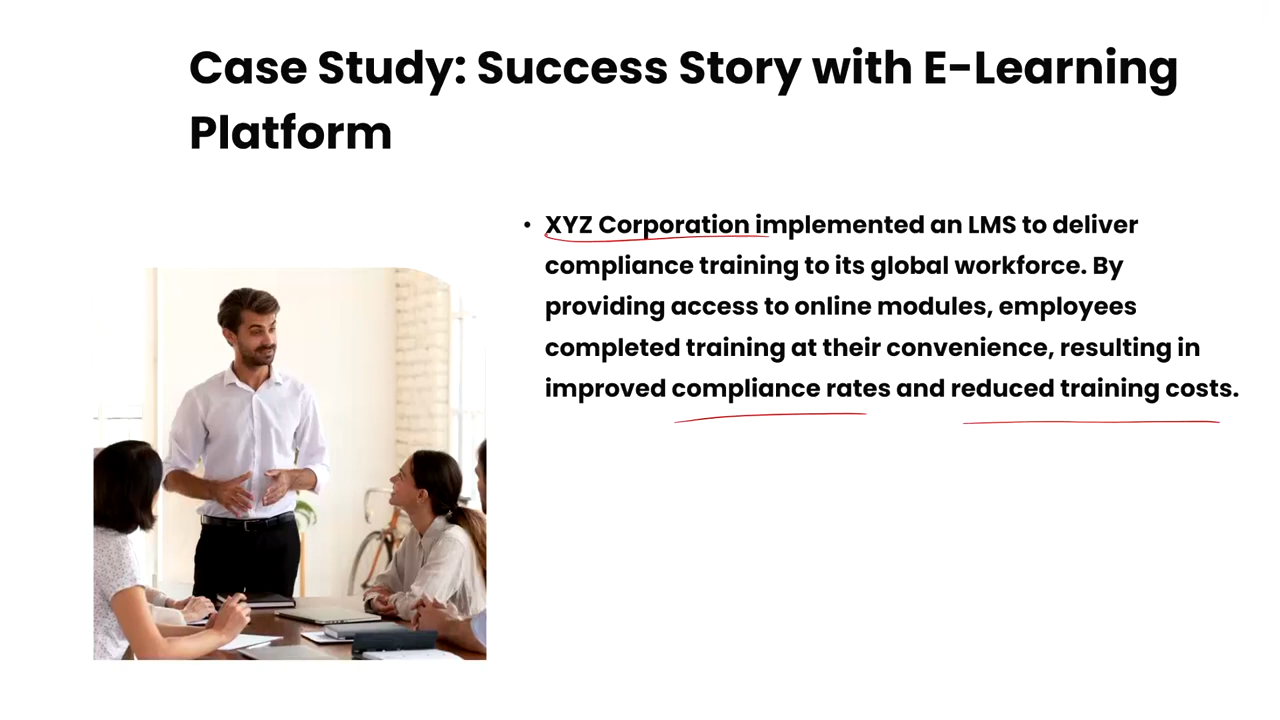 Case Study: Success Story with E-Learning
Platform
• XYZ Corporation implemented an LMS to deliver
compliance training to its global workforce. By
providing access to online modules, employees
completed training at their convenience, resulting in
improved compliance rates and reduced training costs.